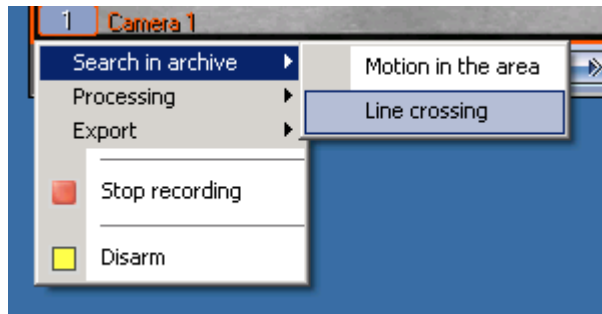 1 Camera 1
Search in archive
Processing
Export
Stop recording
Disarm
Motion in the area
Line crossing